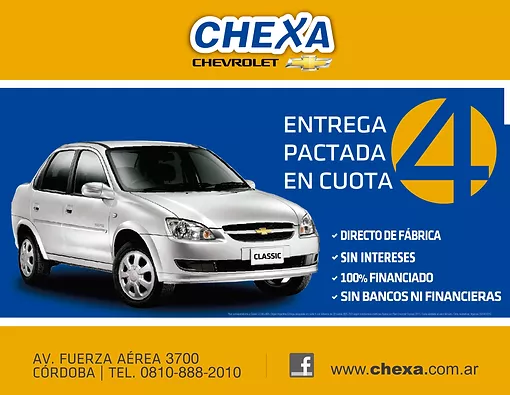 CHEXA
CHEVROLET
ENTREGA
PACTADA
EN CUOTA
4
DIRECTO DE FÁBRICA
SIN INTERESES
100% FINANCIADO
SIN BANCOS NI FINANCIERAS
CLASSIC
AV. FUERZA AÉREA 3700
CÓRDOBA | TEL. 0810-888-2010
f
www.chexa.com.ar